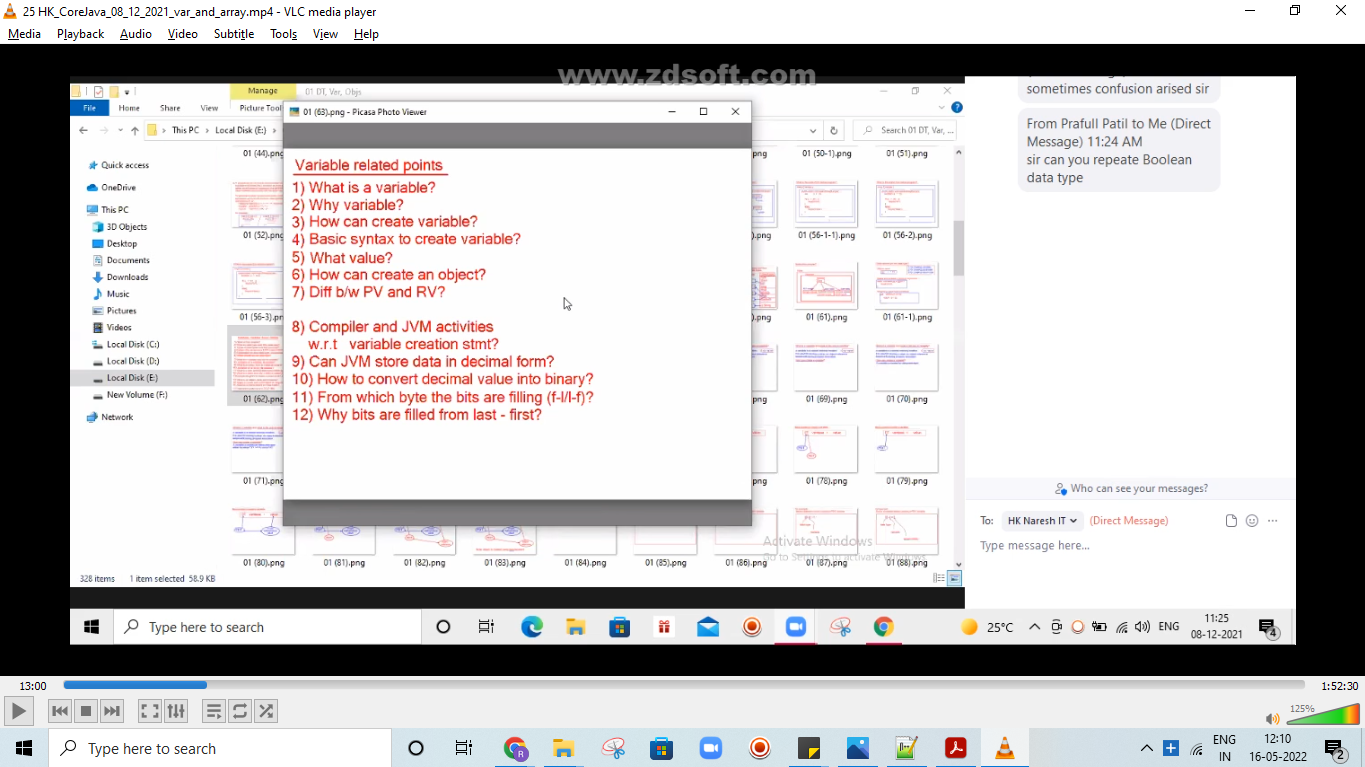 25 HK_CoreJava_08_12_2021_var_and_array.mp4 - VLC media player
Media Playback Audio Video Subtitle Tools View Help
www.zdsoft.com
Manage 01 DT, Var, Objs
File Home Share View Picture Tool
This PC Local Disk (E:) Search 01 DT, Var, ...
01 (63).png - Picasa Photo Viewer
Quick access
OneDrive
This PC
3D Objects
Desktop
Documents
Downloads
Music
Pictures
Videos
Local Disk (C:)
Local Disk (D:)
Local Disk (E:)
New Volume (F:)
Network
01 (44).png
01 (52).png
01 (56-3).png
01 (62).png
01 (71).png
Variable related points
1) What is a variable?
2) Why variable?
3) How can create variable?
4) Basic syntax to create variable?
5) What value?
6) How can create an object?
7) Diff b/w PV and RV?
8) Compiler and JVM activities
w.r.t variable creation stmt?
9) Can JVM store data in decimal form?
10) How to convert decimal value into binary?
11) From which byte the bits are filling (f-l/l-f)?
12) Why bits are filled from last - first?
.png 01 (50-1).png 01 (51).png
).png 01 (56-1-1).png 01 (56-2).png
).png 01 (61).png 01 (61-1).png
.png 01 (69).png 01 (70).png
.png 01 (78).png 01 (79).png
01 (80).png 01 (81).png 01 (82).png 01 (83).png 01 (84).png 01 (85).png 01 (86).png 01 (87).png 01 (88).png
Activate Windows
Go to Settings to activate Windows.
328 items 1 item selected 58.9 KB
sometimes confusion arised sir
From Prafull Patil to Me (Direct
Message) 11:24 AM
sir can you repeate Boolean
data type
Who can see your messages?
To: HK Naresh IT (Direct Message)
Type message here...
Type here to search 25°C ENG 11:25
08-12-2021 4
13:00 1:52:30
125%
Type here to search ENG 12:10
IN 16-05-2022 2